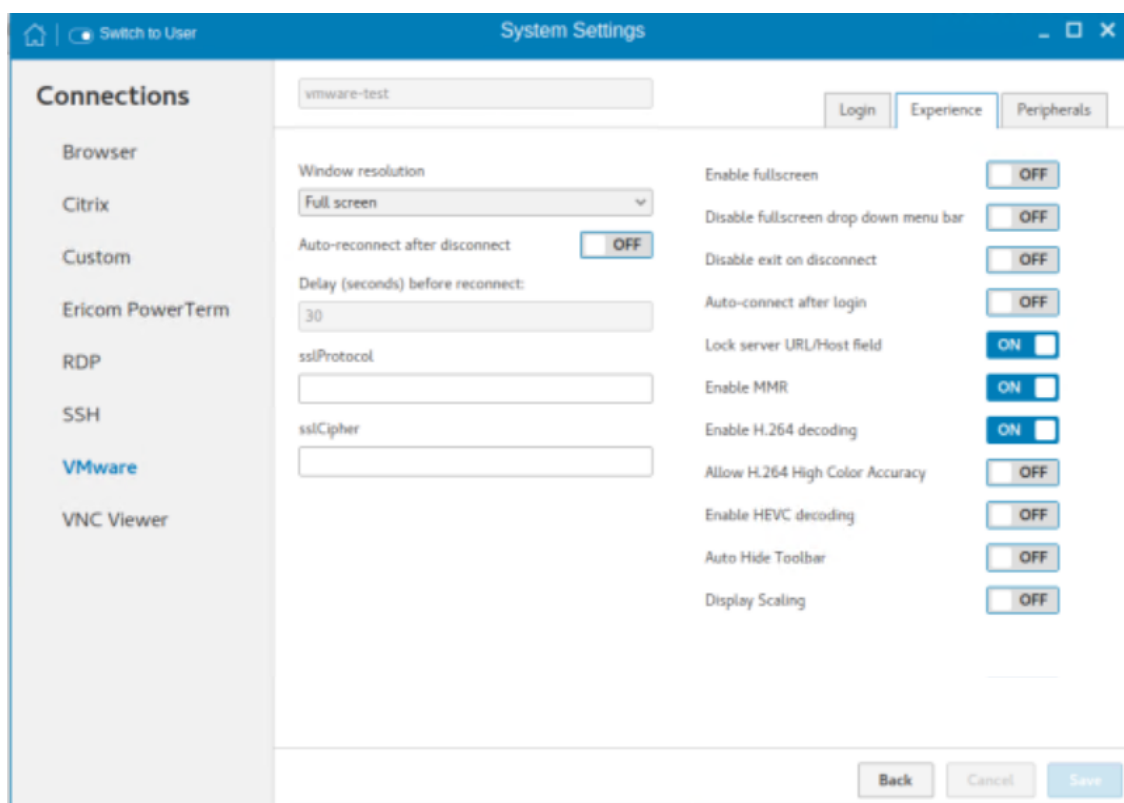 Switch to User
System Settings
Connections
Browser
Citrix
Custom
Ericom PowerTerm
RDP
SSH
VMware
VNC Viewer
vmware-test
Login Experience Peripherals
Window resolution
Full screen
Auto-reconnect after disconnect OFF
Delay (seconds) before reconnect:
30
sslProtocol
sslCipher
Enable fullscreen OFF
Disable fullscreen drop down menu bar OFF
Disable exit on disconnect OFF
Auto-connect after login OFF
Lock server URL/Host field ON
Enable MMR ON
Enable H.264 decoding ON
Allow H.264 High Color Accuracy OFF
Enable HEVC decoding OFF
Auto Hide Toolbar OFF
Display Scaling OFF
Back Cancel Save